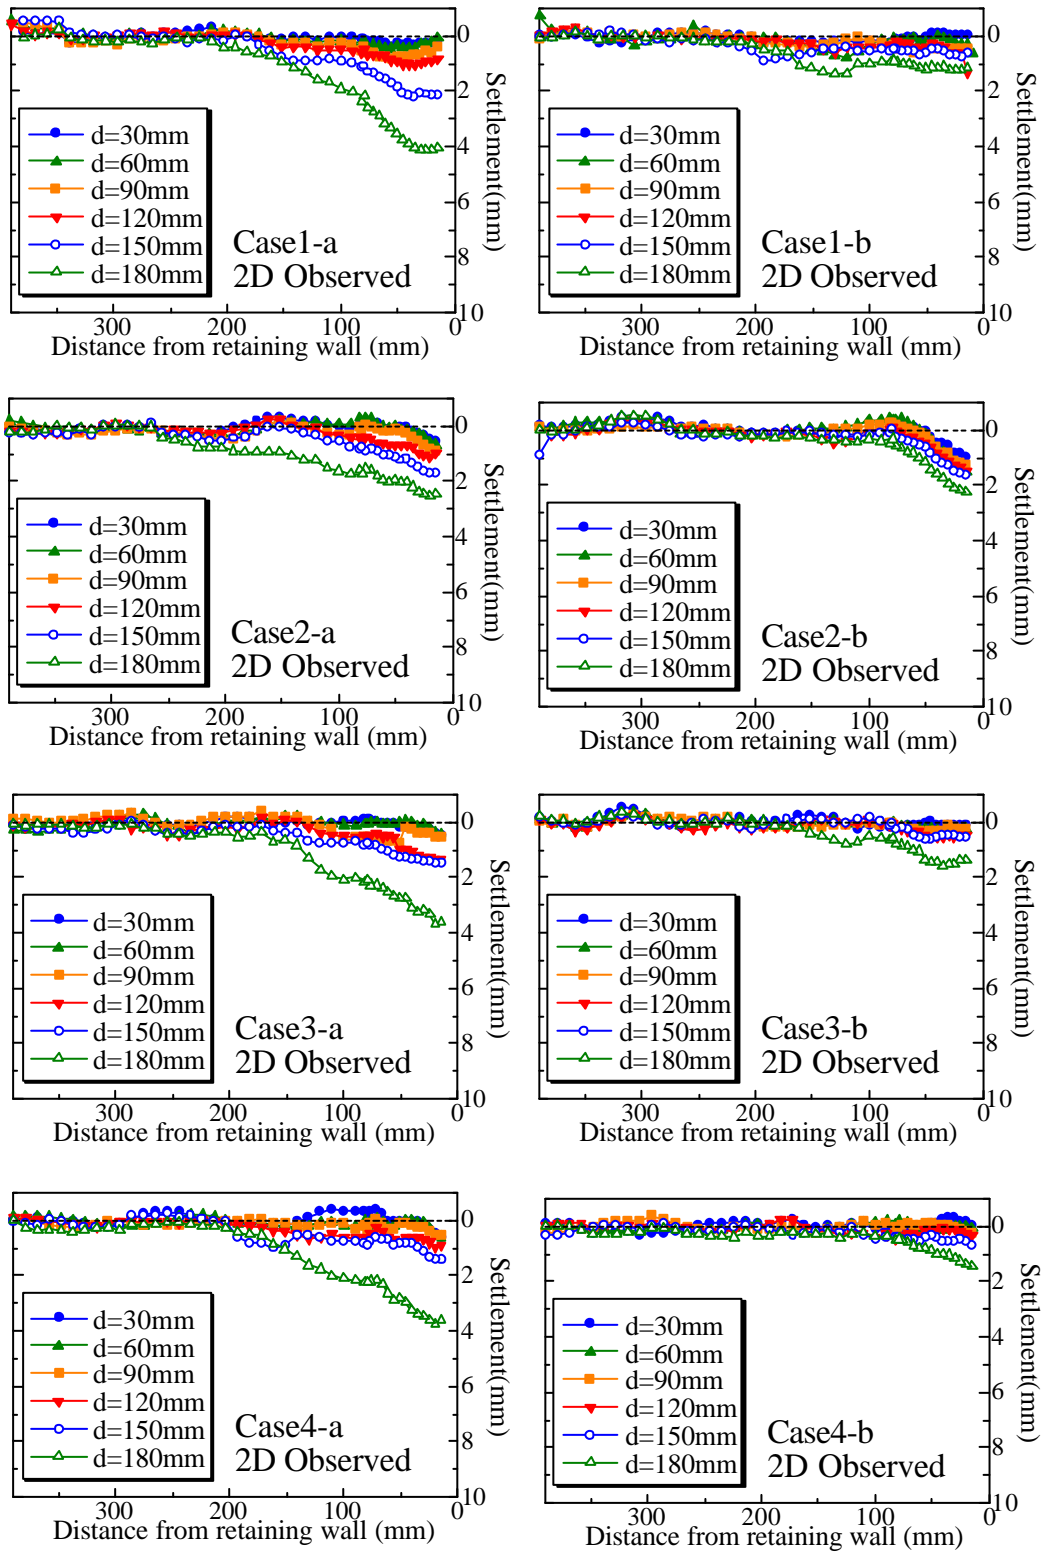 0
2
4
6
8
10
Settlement(mm)
d=30mm
d=60mm
d=90mm
d=120mm
d=150mm
d=180mm
Case1-a
2D Observed
300
200
100
0
Distance from retaining wall (mm)
0
2
4
6
8
10
Settlement(mm)
d=30mm
d=60mm
d=90mm
d=120mm
d=150mm
d=180mm
Case1-b
2D Observed
300
200
100
0
Distance from retaining wall (mm)
0
2
4
6
8
10
Settlement(mm)
d=30mm
d=60mm
d=90mm
d=120mm
d=150mm
d=180mm
Case2-a
2D Observed
300
200
100
0
Distance from retaining wall (mm)
0
2
4
6
8
10
Settlement(mm)
d=30mm
d=60mm
d=90mm
d=120mm
d=150mm
d=180mm
Case2-b
2D Observed
300
200
100
0
Distance from retaining wall (mm)
0
2
4
6
8
10
Settlement(mm)
d=30mm
d=60mm
d=90mm
d=120mm
d=150mm
d=180mm
Case3-a
2D Observed
300
200
100
0
Distance from retaining wall (mm)
0
2
4
6
8
10
Settlement(mm)
d=30mm
d=60mm
d=90mm
d=120mm
d=150mm
d=180mm
Case3-b
2D Observed
300
200
100
0
Distance from retaining wall (mm)
0
2
4
6
8
10
Settlement(mm)
d=30mm
d=60mm
d=90mm
d=120mm
d=150mm
d=180mm
Case4-a
2D Observed
300
200
100
0
Distance from retaining wall (mm)
0
2
4
6
8
10
Settlement(mm)
d=30mm
d=60mm
d=90mm
d=120mm
d=150mm
d=180mm
Case4-b
2D Observed
300
200
100
0
Distance from retaining wall (mm)